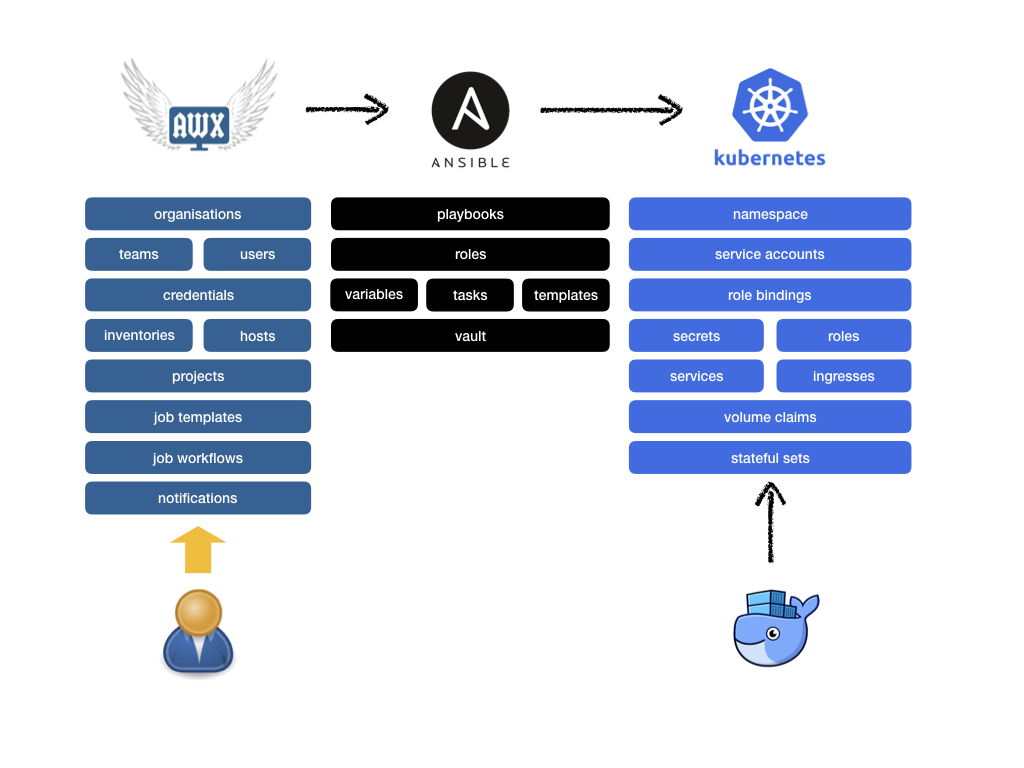 AWX
ANSIBLE
kubernetes
organisations
teams users
credentials
inventories hosts
projects
job templates
job workflows
notifications
playbooks
roles
variables tasks templates
vault
namespace
service accounts
role bindings
secrets roles
services ingresses
volume claims
stateful sets